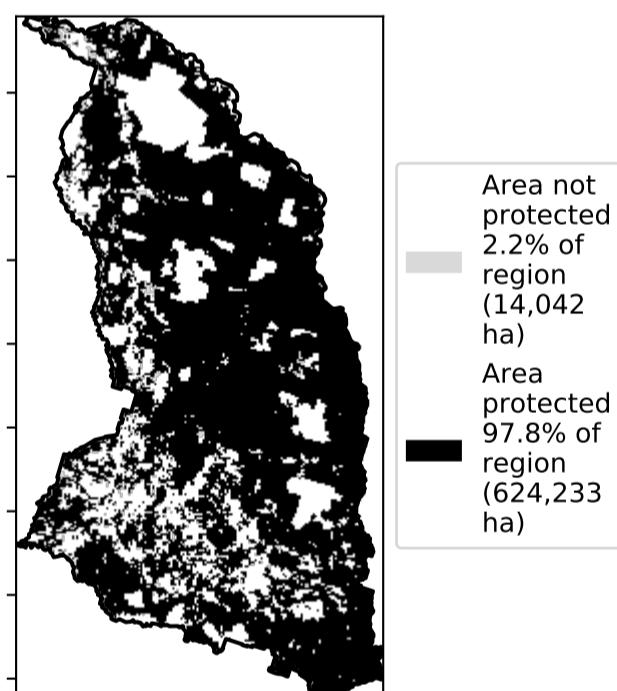 Area not
protected
2.2% of
region
(14,042
ha)
Area
protected
97.8% of
region
(624,233
ha)